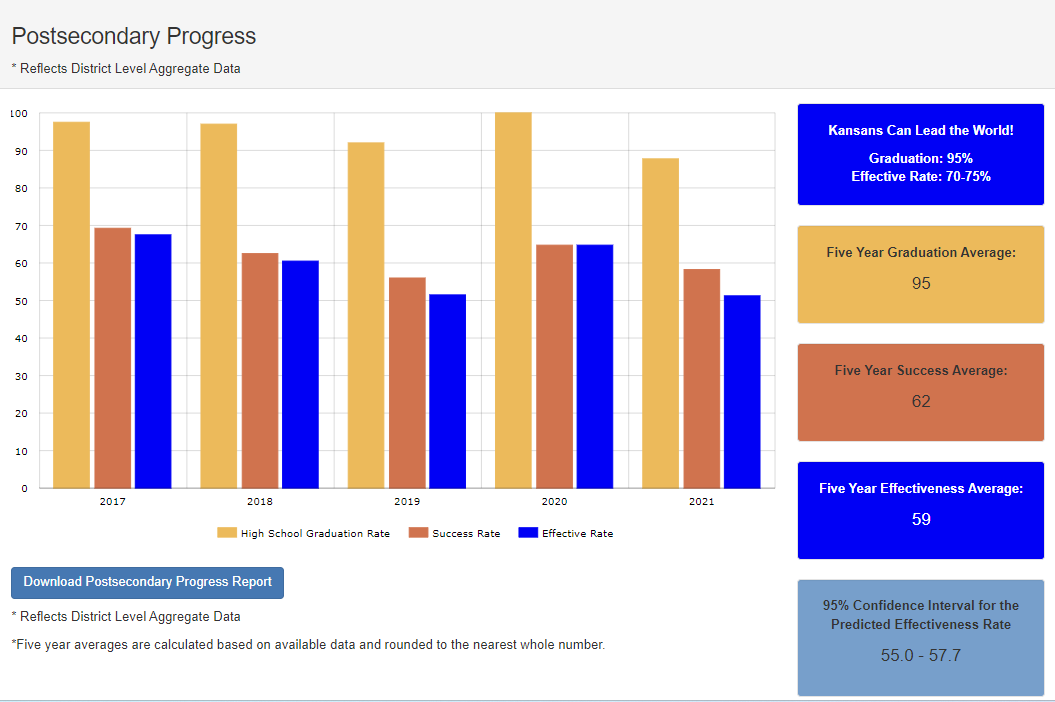 Postsecondary Progress
* Reflects District Level Aggregate Data
100
90
80
70
60
50
40
30
20
10
0
2017 2018 2019 2020 2021
High School Graduation Rate Success Rate Effective Rate
Kansans Can Lead the World!
Graduation: 95%
Effective Rate: 70-75%
Five Year Graduation Average:
95
Five Year Success Average:
62
Five Year Effectiveness Average:
59
95% Confidence Interval for the
Predicted Effectiveness Rate
55.0 - 57.7
Download Postsecondary Progress Report
* Reflects District Level Aggregate Data
*Five year averages are calculated based on available data and rounded to the nearest whole number.